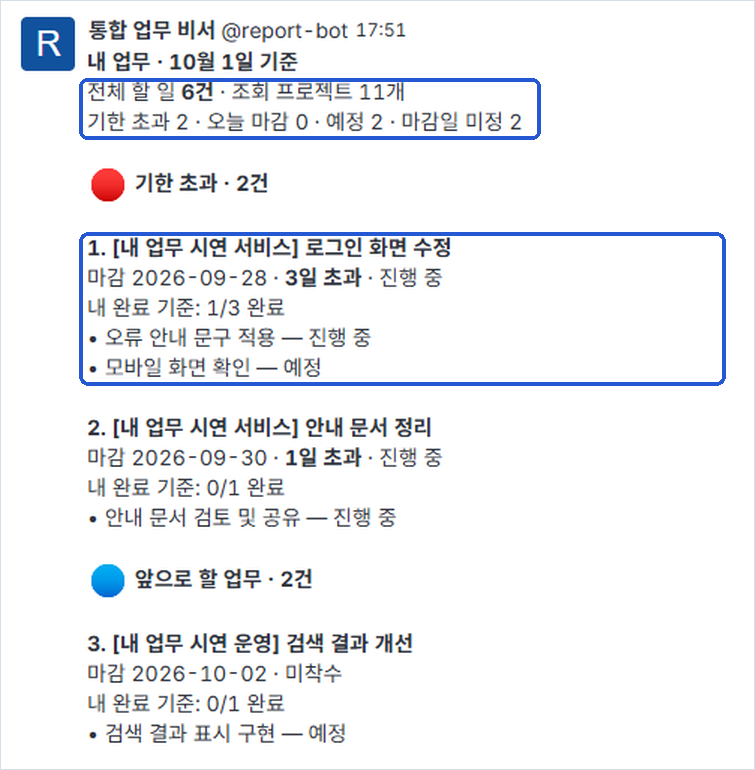 R
통합 업무 비서 @report-bot 17:51
내 업무 · 10월 1일 기준
전체 할 일 6건 · 조회 프로젝트 11개
기한 초과 2 · 오늘 마감 0 · 예정 2 · 마감일 미정 2
기한 초과 · 2건
1. [내 업무 시연 서비스] 로그인 화면 수정
마감 2026-09-28 · 3일 초과 · 진행 중
내 완료 기준: 1/3 완료
• 오류 안내 문구 적용 — 진행 중
• 모바일 화면 확인 — 예정
2. [내 업무 시연 서비스] 안내 문서 정리
마감 2026-09-30 · 1일 초과 · 진행 중
내 완료 기준: 0/1 완료
• 안내 문서 검토 및 공유 — 진행 중
앞으로 할 업무 · 2건
3. [내 업무 시연 운영] 검색 결과 개선
마감 2026-10-02 · 미착수
내 완료 기준: 0/1 완료
• 검색 결과 표시 구현 — 예정